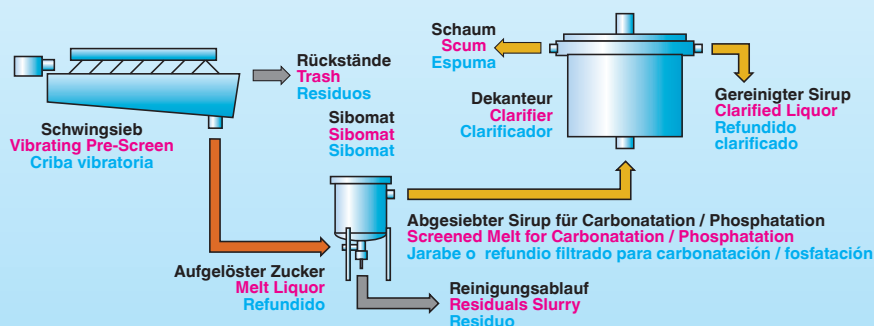 Schwingsieb
Vibrating Pre-Screen
Criba vibratoria
Rückstände
Trash
Residuos
Sibomat
Sibomat
Sibomat
Schaum
Scum
Espuma
Dekanteur
Clarifier
Clarificador
Gereinigter Sirup
Clarified Liquor
Refundido
clarificado
Aufgelöster Zucker
Melt Liquor
Refundido
Abgesiebter Sirup für Carbonatation / Phosphatation
Screened Melt for Carbonatation / Phosphatation
Jarabe o refundio filtrado para carbonatación / fosfatación
Reinigungsablauf
Residuals Slurry
Residuo